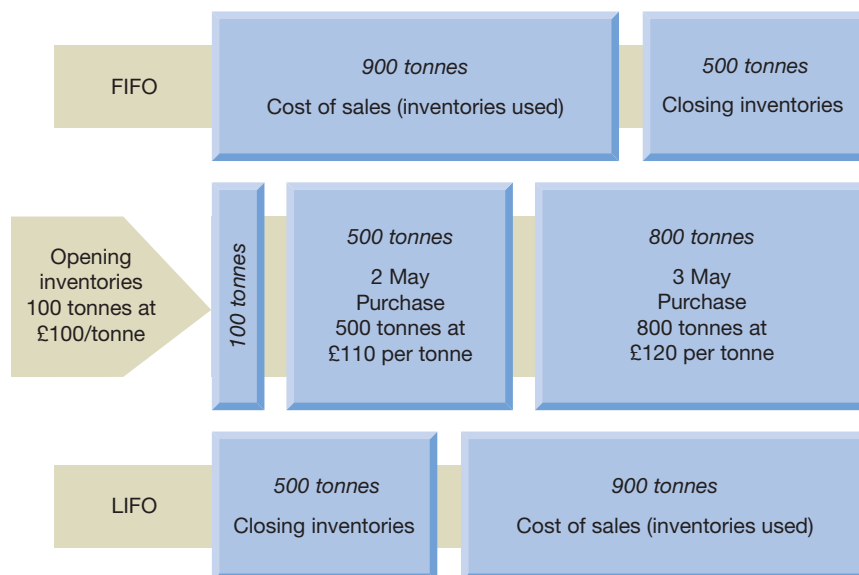 FIFO
900 tonnes
Cost of sales (inventories used)
500 tonnes
Closing inventories
Opening
inventories
100 tonnes at
£100/tonne
100 tonnes
500 tonnes
2 May
Purchase
500 tonnes at
£110 per tonne
800 tonnes
3 May
Purchase
800 tonnes at
£120 per tonne
LIFO
500 tonnes
Closing inventories
900 tonnes
Cost of sales (inventories used)